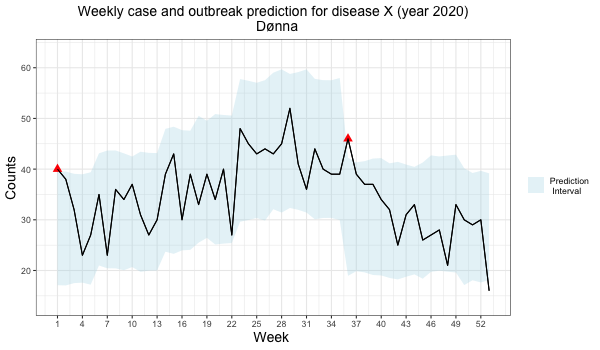 Weekly case and outbreak prediction for disease X (year 2020)
Dønna
60
50
40
30
20
Counts
1 4 7 10 13 16 19 22 25 28 31 34 37 40 43 46 49 52
Week
Prediction
Interval